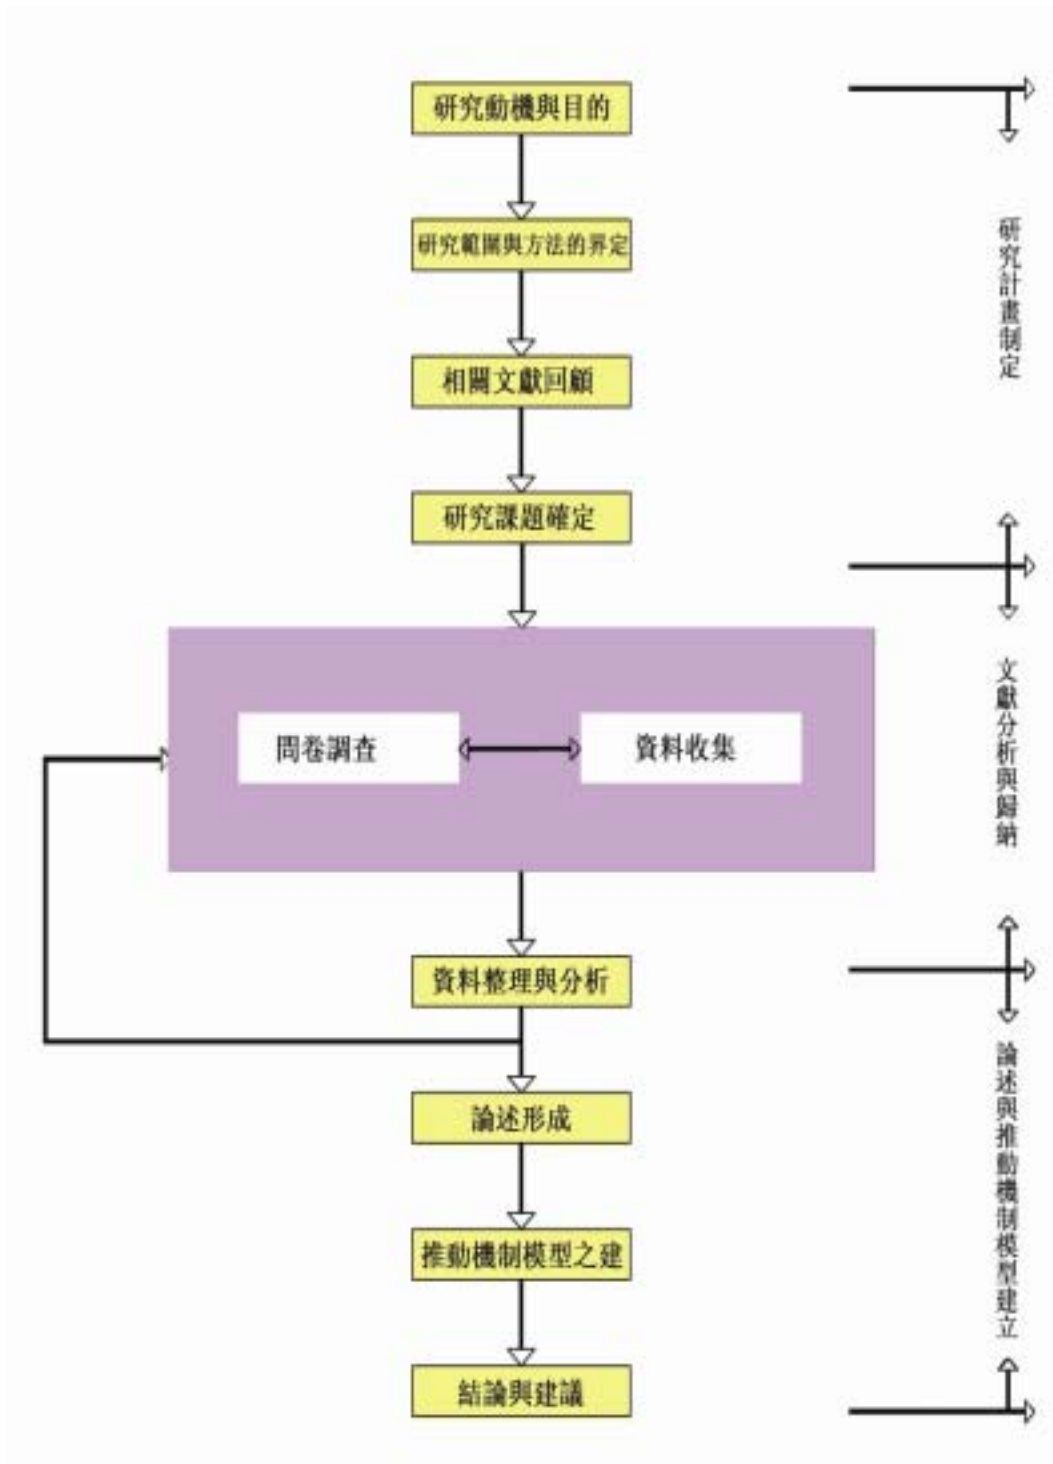 研究動機與目的
研究範圍與方法的界定
相關文獻回顧
研究課題確定
問卷調查
資料收集
資料整理與分析
論述形成
推動機制模型之建
結論與建議
研究計畫制定
文獻分析與歸納
論述與推動機制模型建立